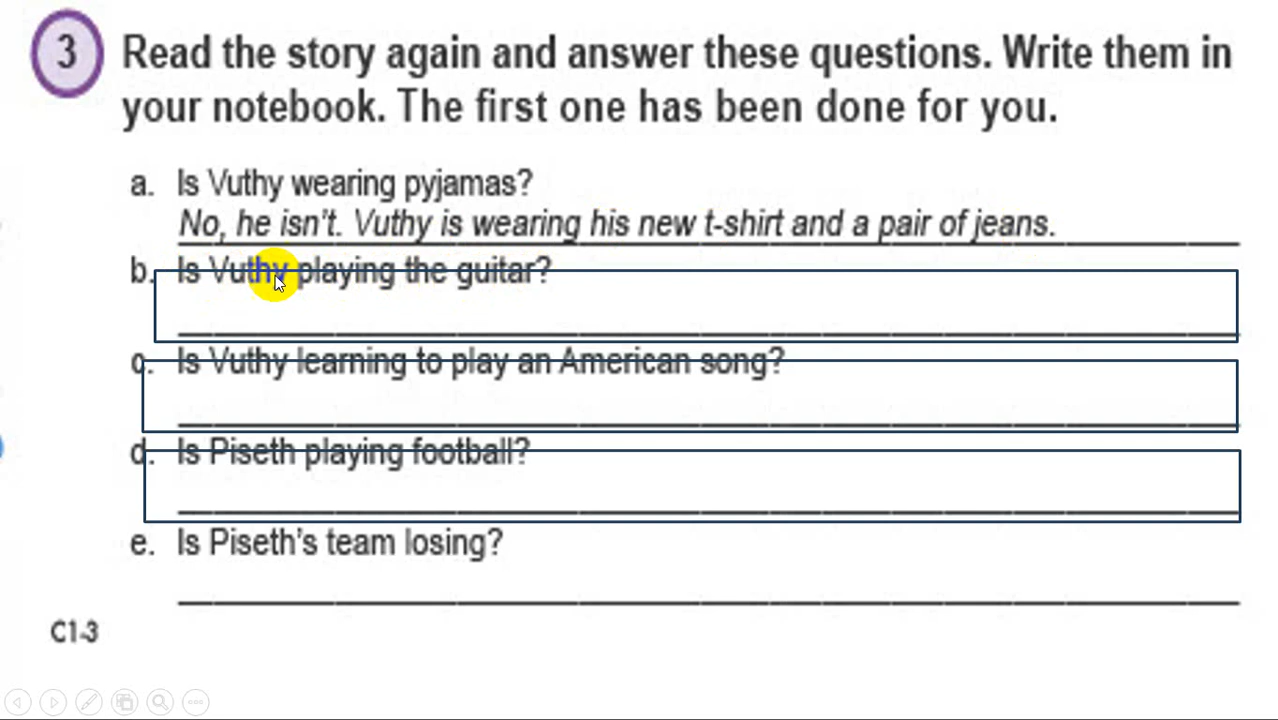 3 Read the story again and answer these questions. Write them in
your notebook. The first one has been done for you.
a. Is Vuthy wearing pyjamas?
No, he isn't. Vuthy is wearing his new t-shirt and a pair of jeans.
b. Is Vuthy playing the guitar?
c. Is Vuthy learning to play an American song?
d. Is Piseth playing football?
e. Is Piseth's team losing?
C1-3